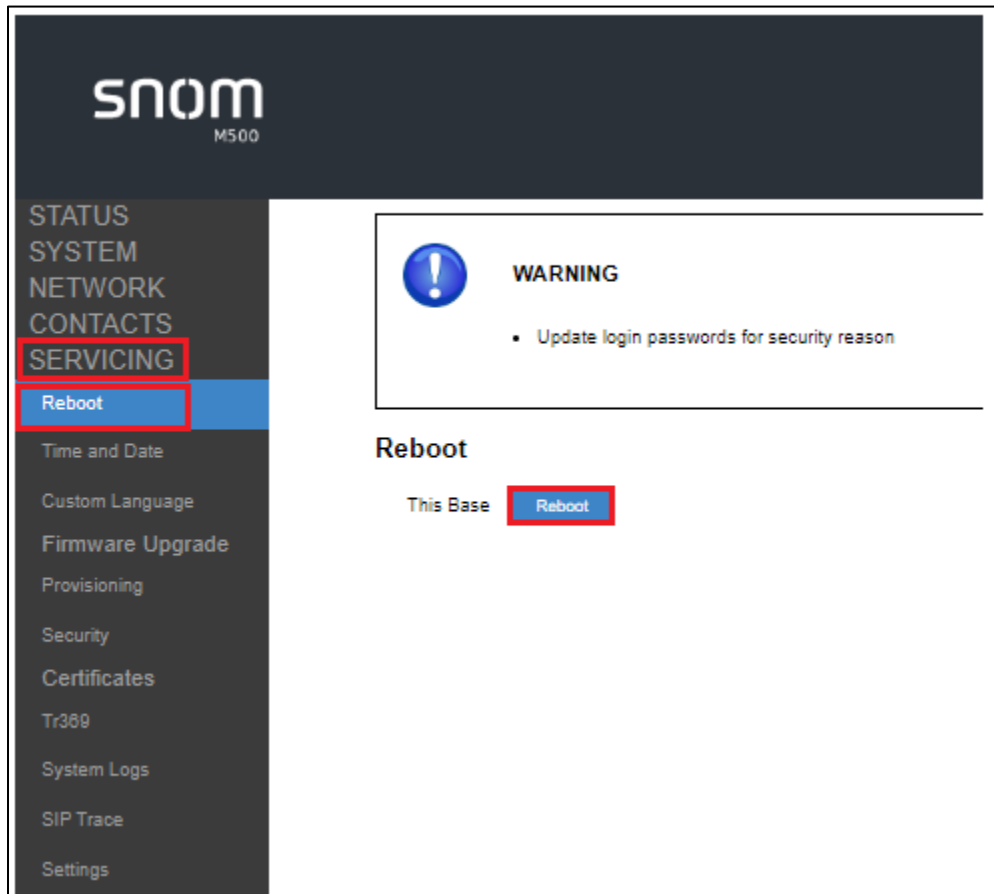 snom
M500
STATUS
SYSTEM
NETWORK
CONTACTS
SERVICING
Reboot
Time and Date
Custom Language
Firmware Upgrade
Provisioning
Security
Certificates
Tr369
System Logs
SIP Trace
Settings
WARNING
• Update login passwords for security reason
Reboot
This Base Reboot